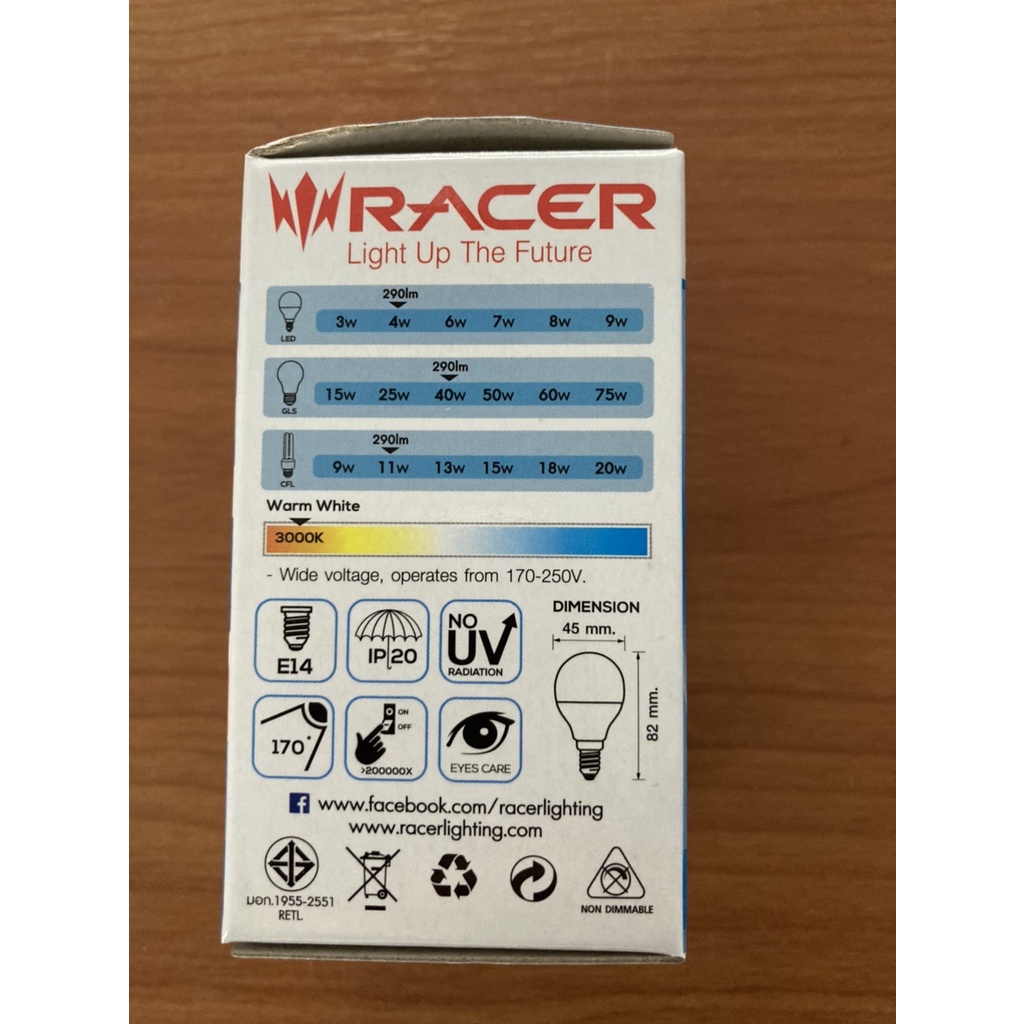 RACER
Light Up The Future
290lm
3w 4w 6w 7w 8w 9w
LED
290lm
15w 25w 40w 50w 60w 75w
GLS
290lm
9w 11w 13w 15w 18w 20w
CFL
Warm White
3000K
- Wide voltage, operates from 170-250V.
E14
IP 20
NO
UV
RADIATION
DIMENSION
45 mm.
82 mm.
170°
ON
OFF
>200000X
EYES CARE
www.facebook.com/racerlighting
www.racerlighting.com
มอก.1955-2551
RETL
NON DIMMABLE